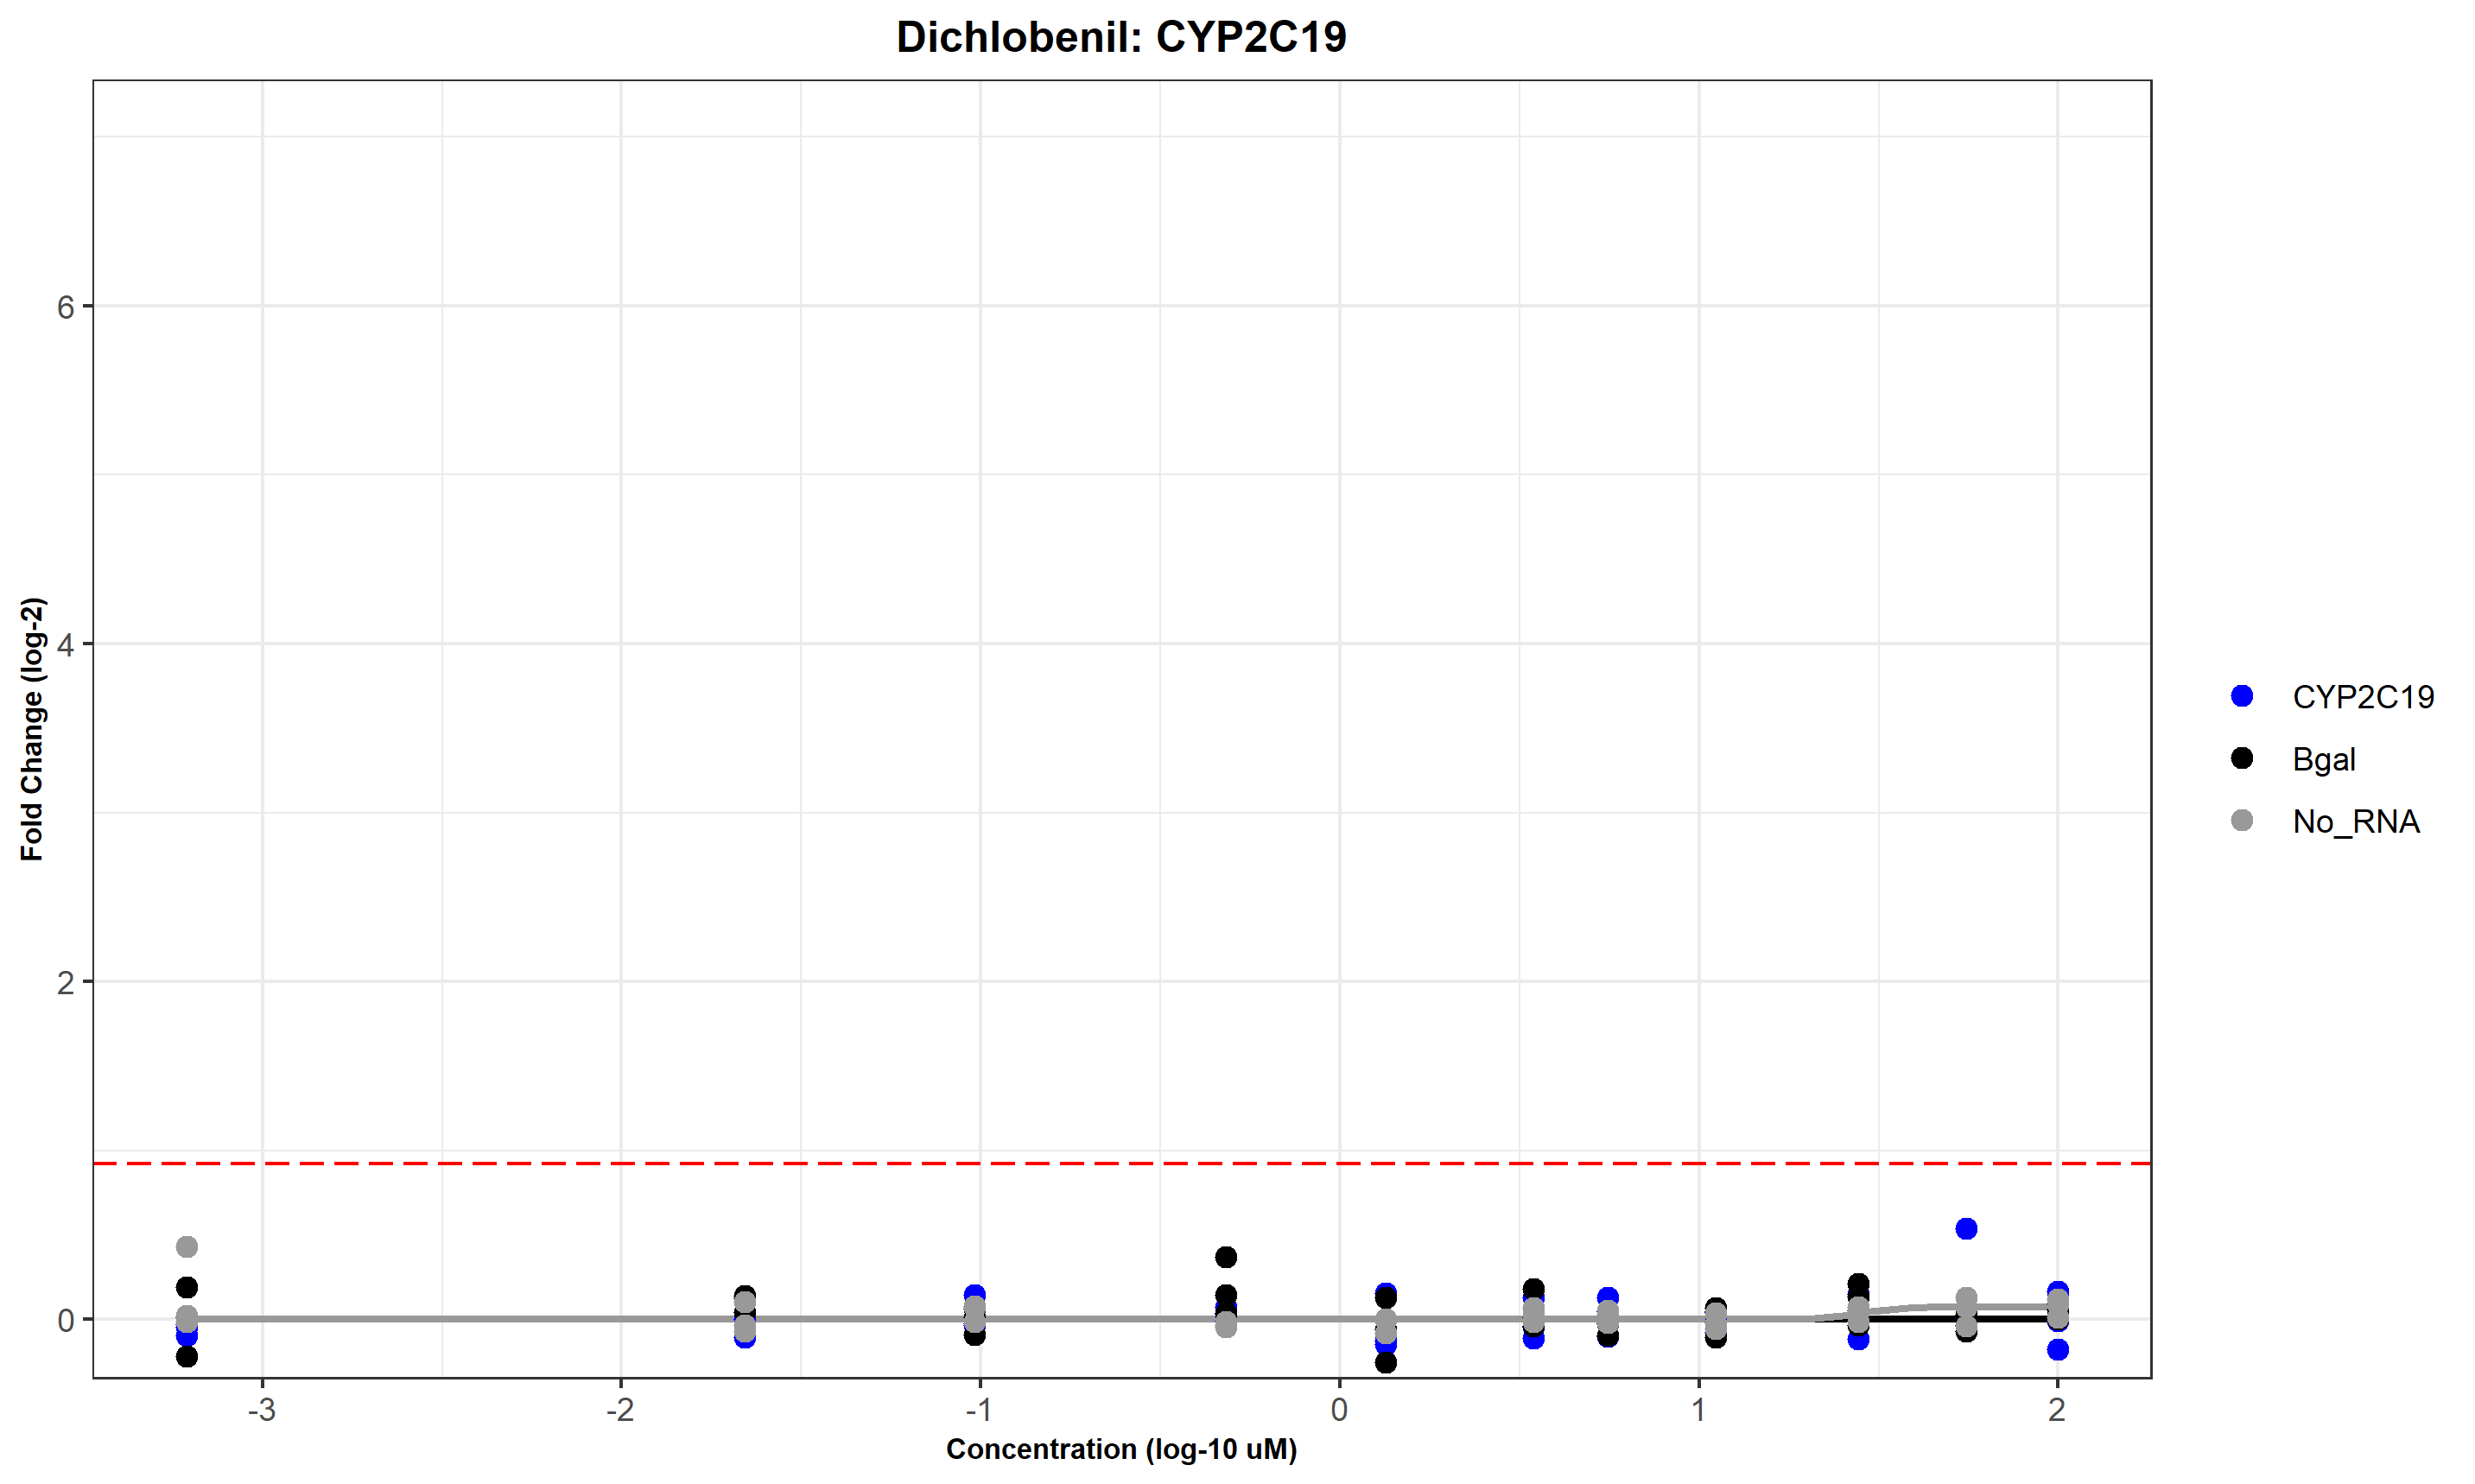 Dichlobenil: CYP2C19
Fold Change (log-2)
6
4
2
0
-3
-2
-1
0
1
2
Concentration (log-10 uM)
CYP2C19
Bgal
No_RNA